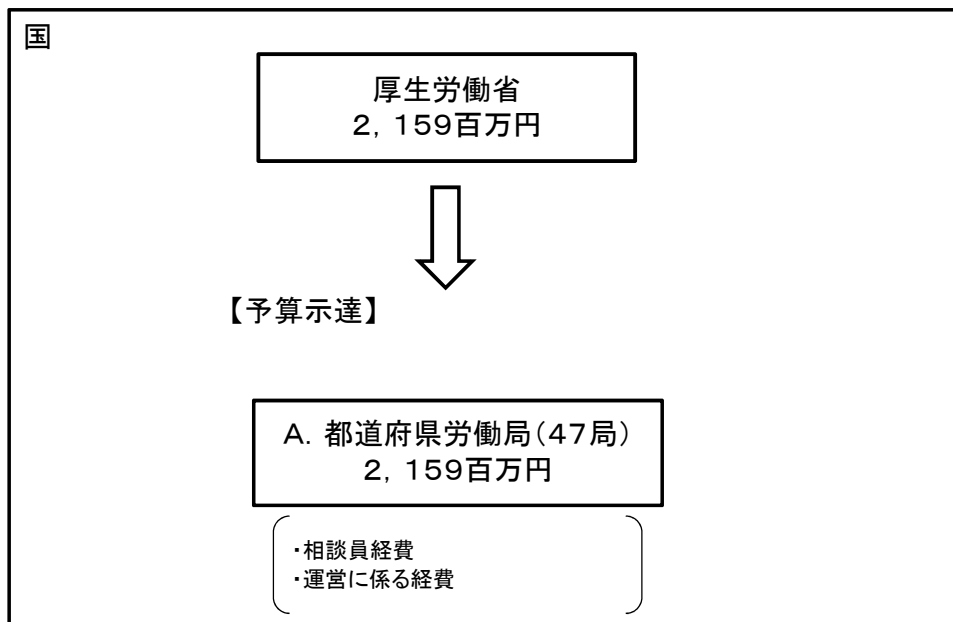 国
厚生労働省
2，159百万円
【予算示達】
A．都道府県労働局（47局）
2，159百万円
・相談員経費
・運営に係る経費